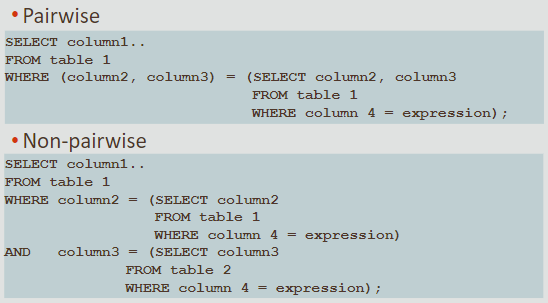 • Pairwise
SELECT column1..
FROM table 1
WHERE (column2, column3) = (SELECT column2, column3
FROM table 1
WHERE column 4 = expression);
• Non-pairwise
SELECT column1..
FROM table 1
WHERE column2 = (SELECT column2
FROM table 1
WHERE column 4 = expression)
AND column3 = (SELECT column3
FROM table 2
WHERE column 4 = expression);